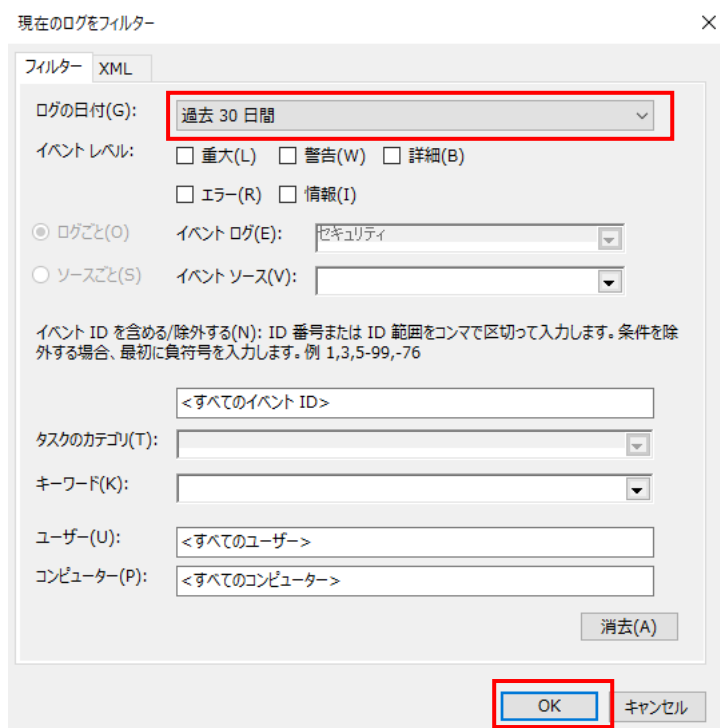 現在のログをフィルター
フィルター XML
ログの日付(G): 過去 30 日間
イベント レベル: 重大(L) 警告(W) 詳細(B)
エラー(R) 情報(I)
ログごと(O) イベント ログ(E): セキュリティ
ソースごと(S) イベント ソース(V):
イベント ID を含める/除外する(N): ID 番号または ID 範囲をコンマで区切って入力します。条件を除
外する場合、最初に負符号を入力します。例 1,3,5-99,-76
<すべてのイベント ID>
タスクのカテゴリ(T):
キーワード(K):
ユーザー(U): <すべてのユーザー>
コンピューター(P): <すべてのコンピューター>
消去(A)
OK キャンセル